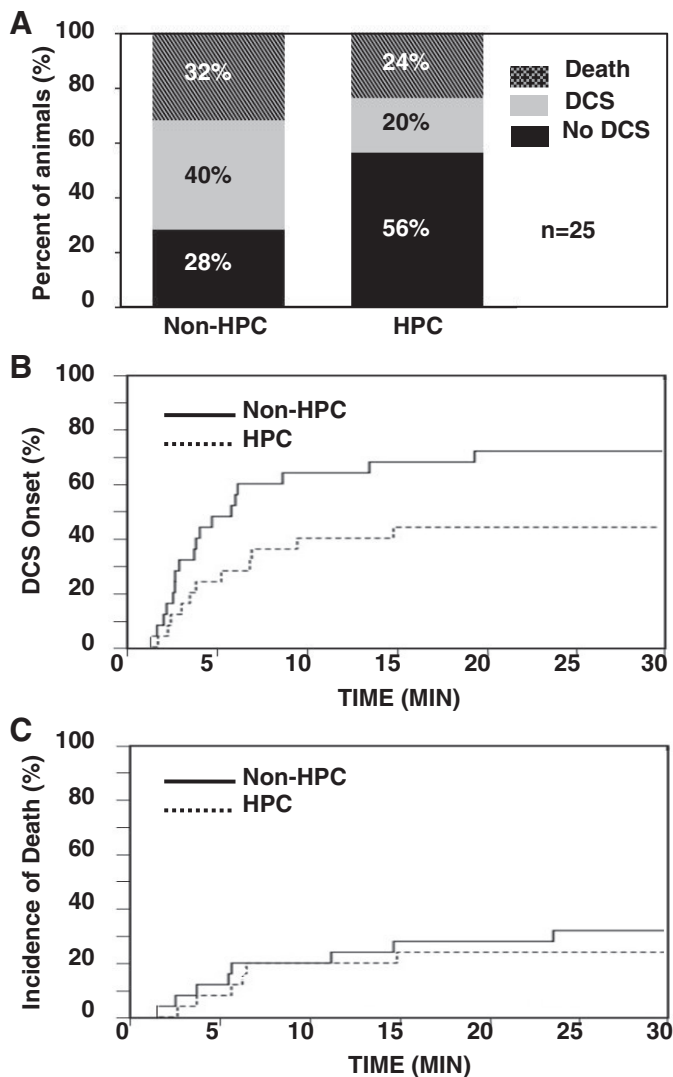 A
Percent of animals (%)
100
80
60
40
20
0
32%
40%
28%
24%
20%
56%
Death
DCS
No DCS
n=25
Non-HPC
HPC
B
DCS Onset (%)
100
80
60
40
20
0
Non-HPC
HPC
0 5 10 15 20 25 30
TIME (MIN)
C
Incidence of Death (%)
100
80
60
40
20
0
Non-HPC
HPC
0 5 10 15 20 25 30
TIME (MIN)